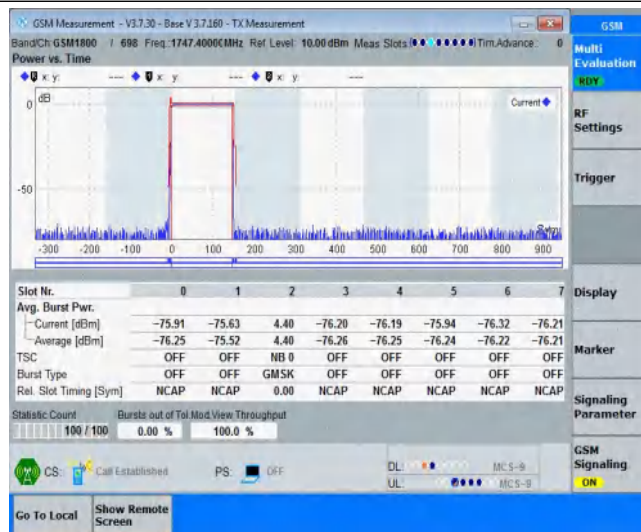 GSM Measurement - V3.7.30 - Base V 3.7.160 - TX Measurement
GSM
Band/Ch: GSM1800 / 698 Freq.:1747.4000 MHz Ref. Level: 10.00 dBm Meas Slots: Tim.Advance: 0
Power vs. Time
Multi Evaluation
RDY
x: y: --- x: y: --- x: y: ---
dB
Current
0
-50
Sym
-300 -200 -100 0 100 200 300 400 500 600 700 800 900
RF Settings
Trigger
Slot Nr. 0 1 2 3 4 5 6 7
Avg. Burst Pwr.
Current [dBm] -75.91 -75.63 4.40 -76.20 -76.19 -75.94 -76.32 -76.21
Average [dBm] -76.25 -75.52 4.40 -76.26 -76.25 -76.24 -76.22 -76.21
TSC OFF OFF NB 0 OFF OFF OFF OFF OFF
Burst Type OFF OFF GMSK OFF OFF OFF OFF OFF
Rel. Slot Timing [Sym] NCAP NCAP 0.00 NCAP NCAP NCAP NCAP NCAP
Display
Marker
Signaling Parameter
Statistic Count Bursts out of Tol. Mod.View Throughput
100 / 100 0.00 % 100.0 %
CS: Call Established PS: OFF DL: MCS-9
UL: MCS-9
GSM Signaling
ON
Go To Local
Show Remote Screen